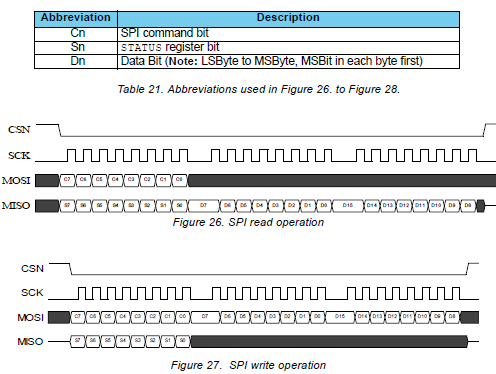 Abbreviation Description
Cn SPI command bit
Sn STATUS register bit
Dn Data Bit (Note: LSByte to MSByte, MSBit in each byte first)
Table 21. Abbreviations used in Figure 26. to Figure 28.
CSN
SCK
MOSI C7 C6 C5 C4 C3 C2 C1 C0
MISO S7 S6 S5 S4 S3 S2 S1 S0 D7 D6 D5 D4 D3 D2 D1 D0 D15 D14 D13 D12 D11 D10 D9 D8
Figure 26. SPI read operation
CSN
SCK
MOSI C7 C6 C5 C4 C3 C2 C1 C0 D7 D6 D5 D4 D3 D2 D1 D0 D15 D14 D13 D12 D11 D10 D9 D8
MISO S7 S6 S5 S4 S3 S2 S1 S0
Figure 27. SPI write operation